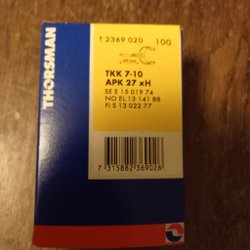 THORSMAN
T 2369 020 100
TKK 7-10
APK 27 xH
SE E 15 019 74
NO EL 13 141 88
FI S 13 022 77
7 315882 369026